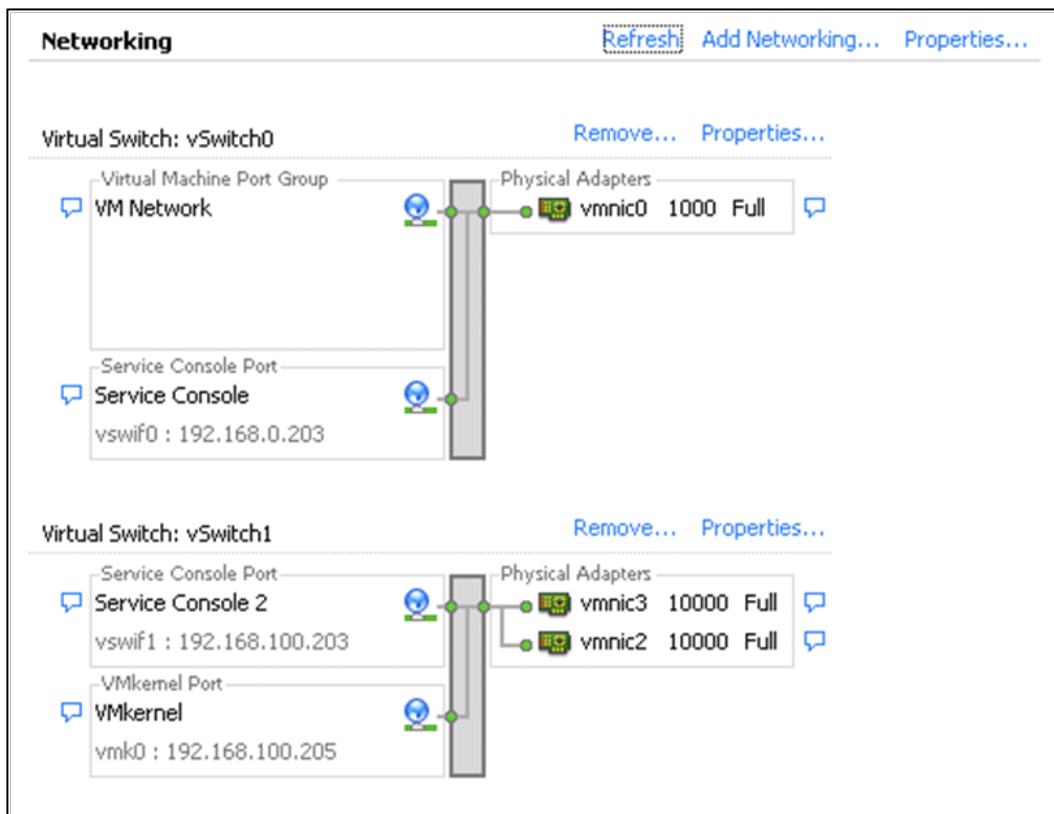 Networking Refresh Add Networking... Properties...
Virtual Switch: vSwitch0 Remove... Properties...
Virtual Machine Port Group Physical Adapters
VM Network vmnic0 1000 Full
Service Console Port
Service Console
vswif0 : 192.168.0.203
Virtual Switch: vSwitch1 Remove... Properties...
Service Console Port Physical Adapters
Service Console 2 vmnic3 10000 Full
vswif1 : 192.168.100.203 vmnic2 10000 Full
VMkernel Port
VMkernel
vmk0 : 192.168.100.205